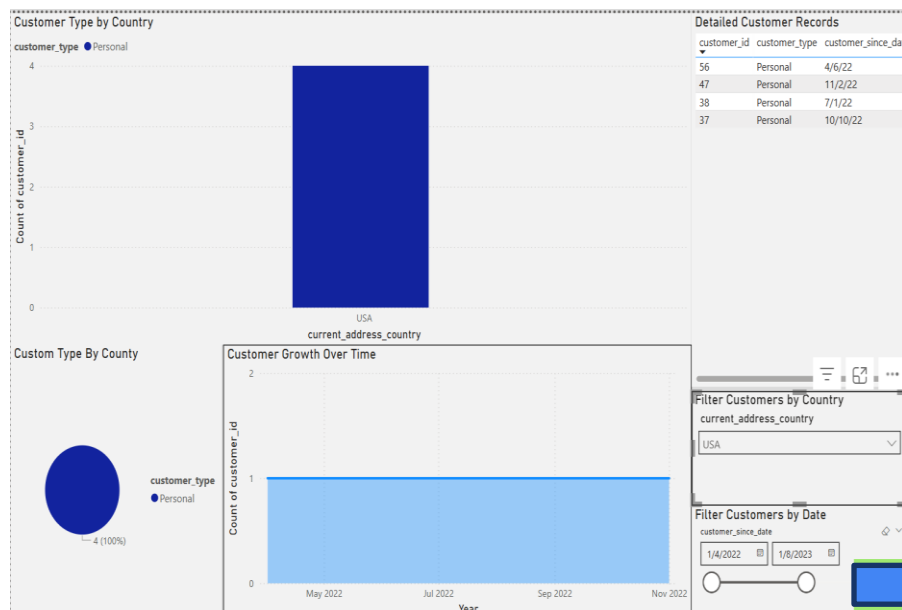 Customer Type by Country
customer_type Personal
4
3
2
1
0
Count of customer_id
USA
current_address_country
Detailed Customer Records
customer_id customer_type customer_since_da
56 Personal 4/6/22
47 Personal 11/2/22
38 Personal 7/1/22
37 Personal 10/10/22
Custom Type By County
customer_type
Personal
4 (100%)
Customer Growth Over Time
2
1
0
Count of customer_id
May 2022 Jul 2022 Sep 2022 Nov 2022
Year
Filter Customers by Country
current_address_country
USA
Filter Customers by Date
customer_since_date
1/4/2022 1/8/2023